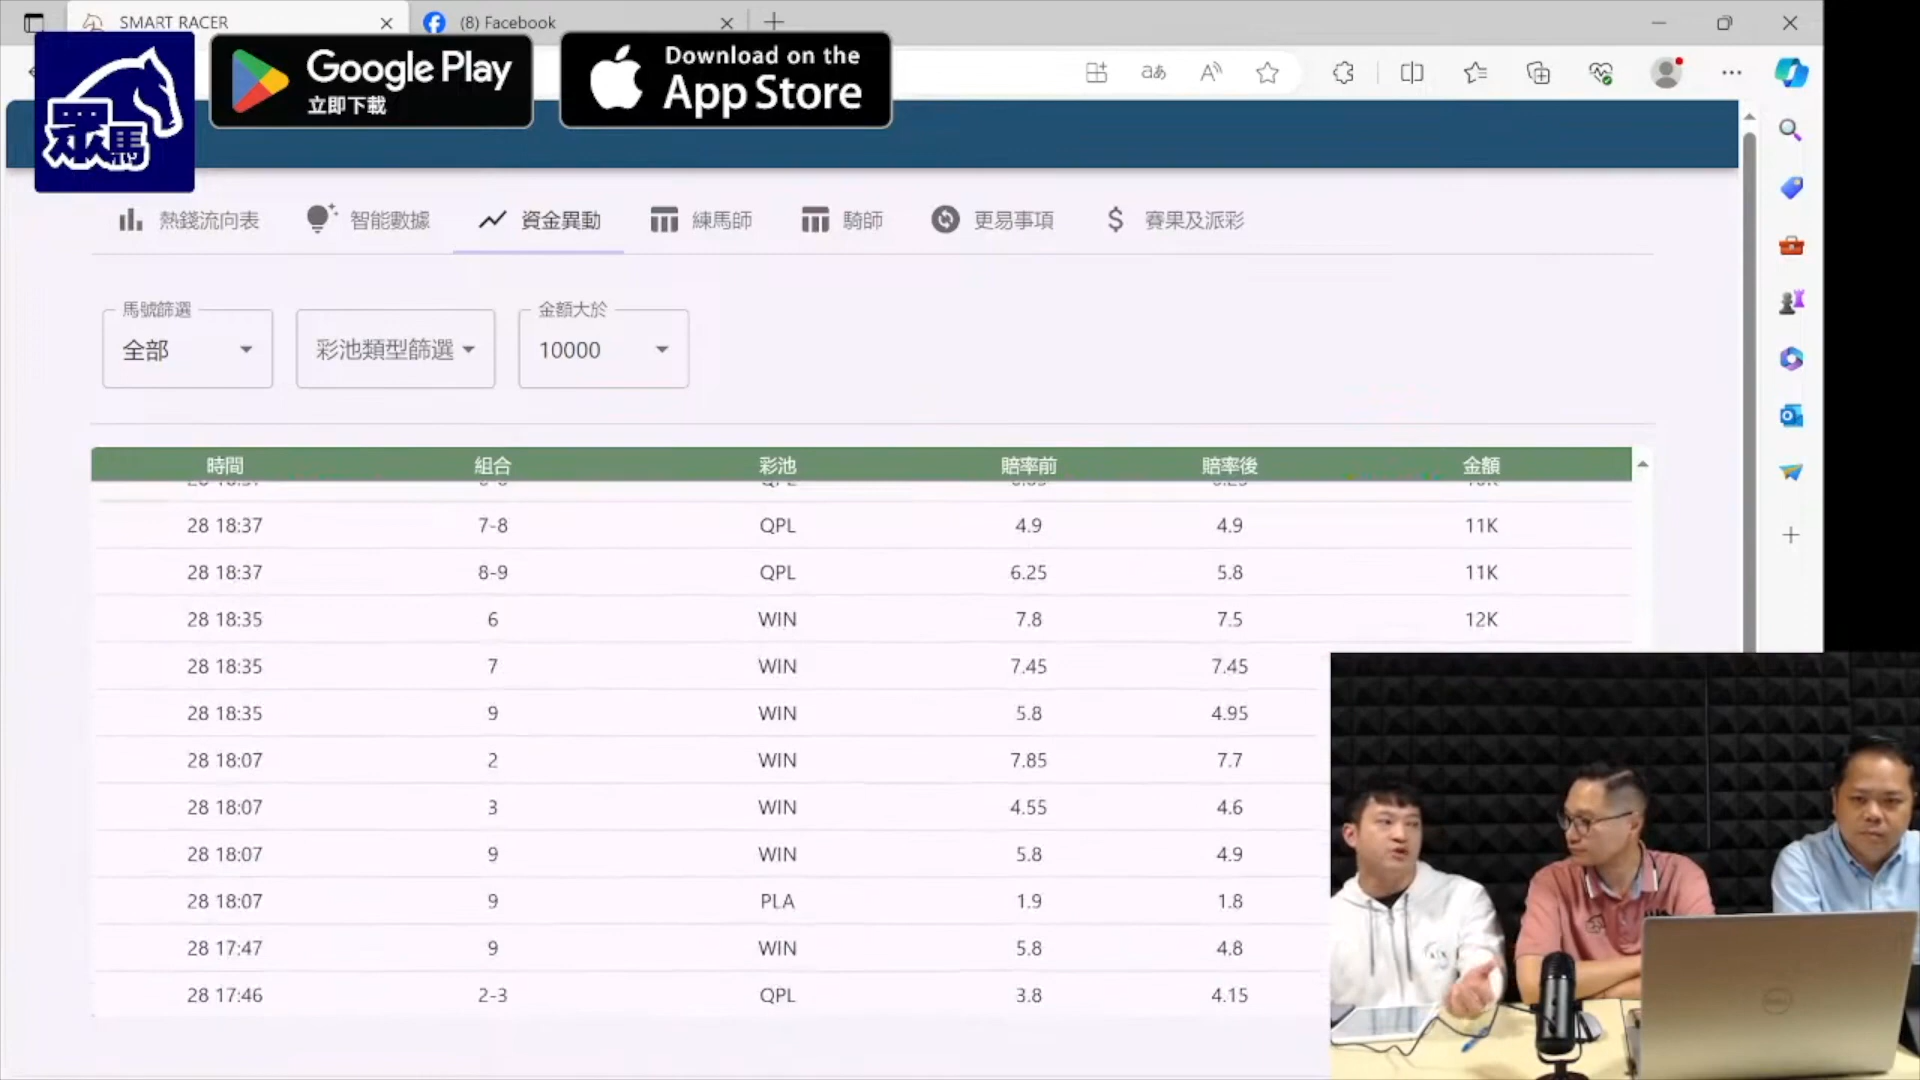 SMART RACER
(8) Facebook
眾馬
Google Play
立即下載
Download on the
App Store
熱錢流向表
智能數據
資金異動
練馬師
騎師
更易事項
賽果及派彩
馬號篩選
全部
彩池類型篩選
金額大於
10000
時間 組合 彩池 賠率前 賠率後 金額
28 18:37 7-8 QPL 4.9 4.9 11K
28 18:37 8-9 QPL 6.25 5.8 11K
28 18:35 6 WIN 7.8 7.5 12K
28 18:35 7 WIN 7.45 7.45
28 18:35 9 WIN 5.8 4.95
28 18:07 2 WIN 7.85 7.7
28 18:07 3 WIN 4.55 4.6
28 18:07 9 WIN 5.8 4.9
28 18:07 9 PLA 1.9 1.8
28 17:47 9 WIN 5.8 4.8
28 17:46 2-3 QPL 3.8 4.15
DELL